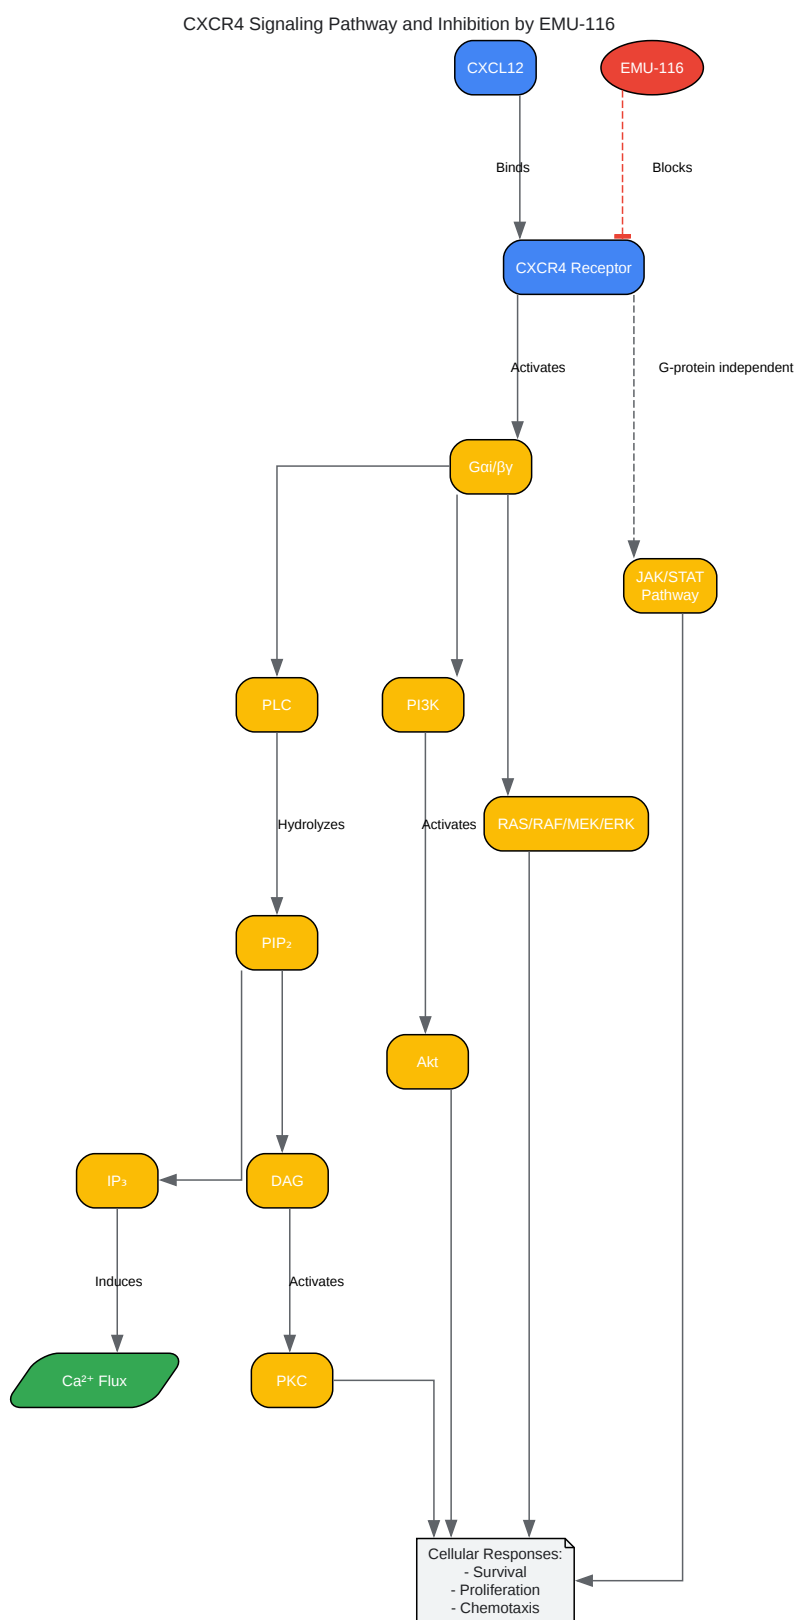 CXCR4 Signaling Pathway and Inhibition by EMU-116
CXCL12
EMU-116
Binds
Blocks
CXCR4 Receptor
Activates
G-protein independent
Gαi/βγ
JAK/STAT
Pathway
PLC
PI3K
Hydrolyzes
Activates
RAS/RAF/MEK/ERK
PIP₂
Akt
IP₃
DAG
Induces
Activates
Ca²⁺ Flux
PKC
Cellular Responses:
- Survival
- Proliferation
- Chemotaxis